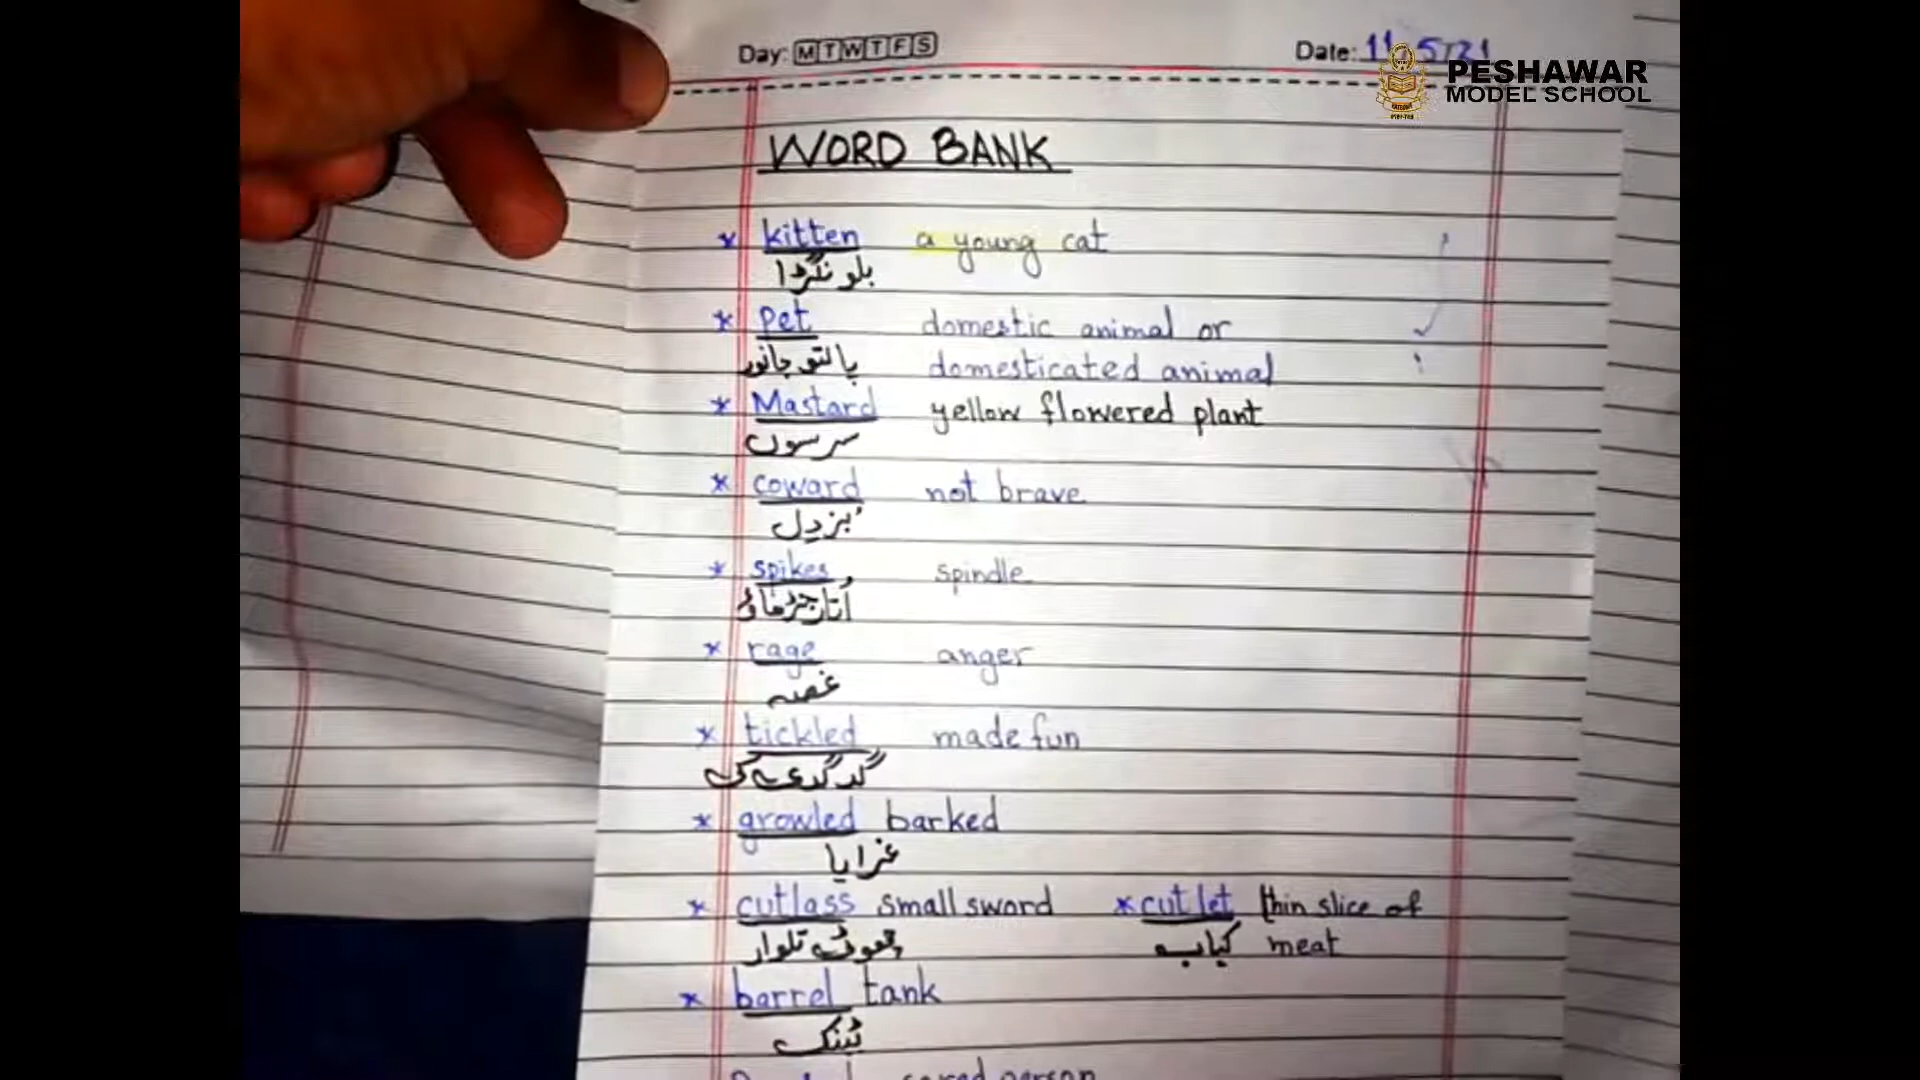 Day: M T W T F S
Date: 11 5/21
PESHAWAR
MODEL SCHOOL
WORD BANK
* kitten a young cat
بلونگڑا
* Pet domestic animal or
پالتو جانور domesticated animal
* Mastard yellow flowered plant
سرسوں
* coward not brave
بُزدِل
* spikes spindle
* rage anger
غصہ
* tickled made fun
گدگدی کی
* growled barked
غرایا
* cutlass small sword * cutlet thin slice of
چھوٹی تلوار کباب meat
* barrel tank
ٹینک
person